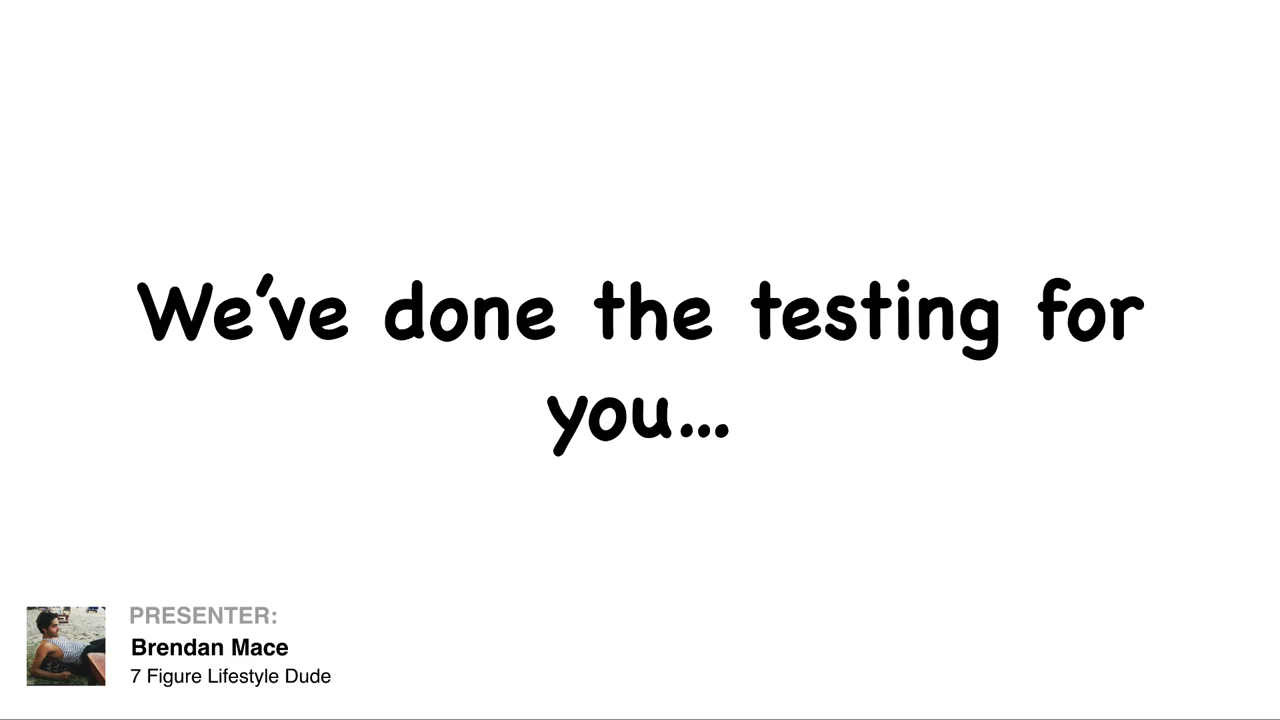 We've done the testing for
you...
PRESENTER:
Brendan Mace
7 Figure Lifestyle Dude